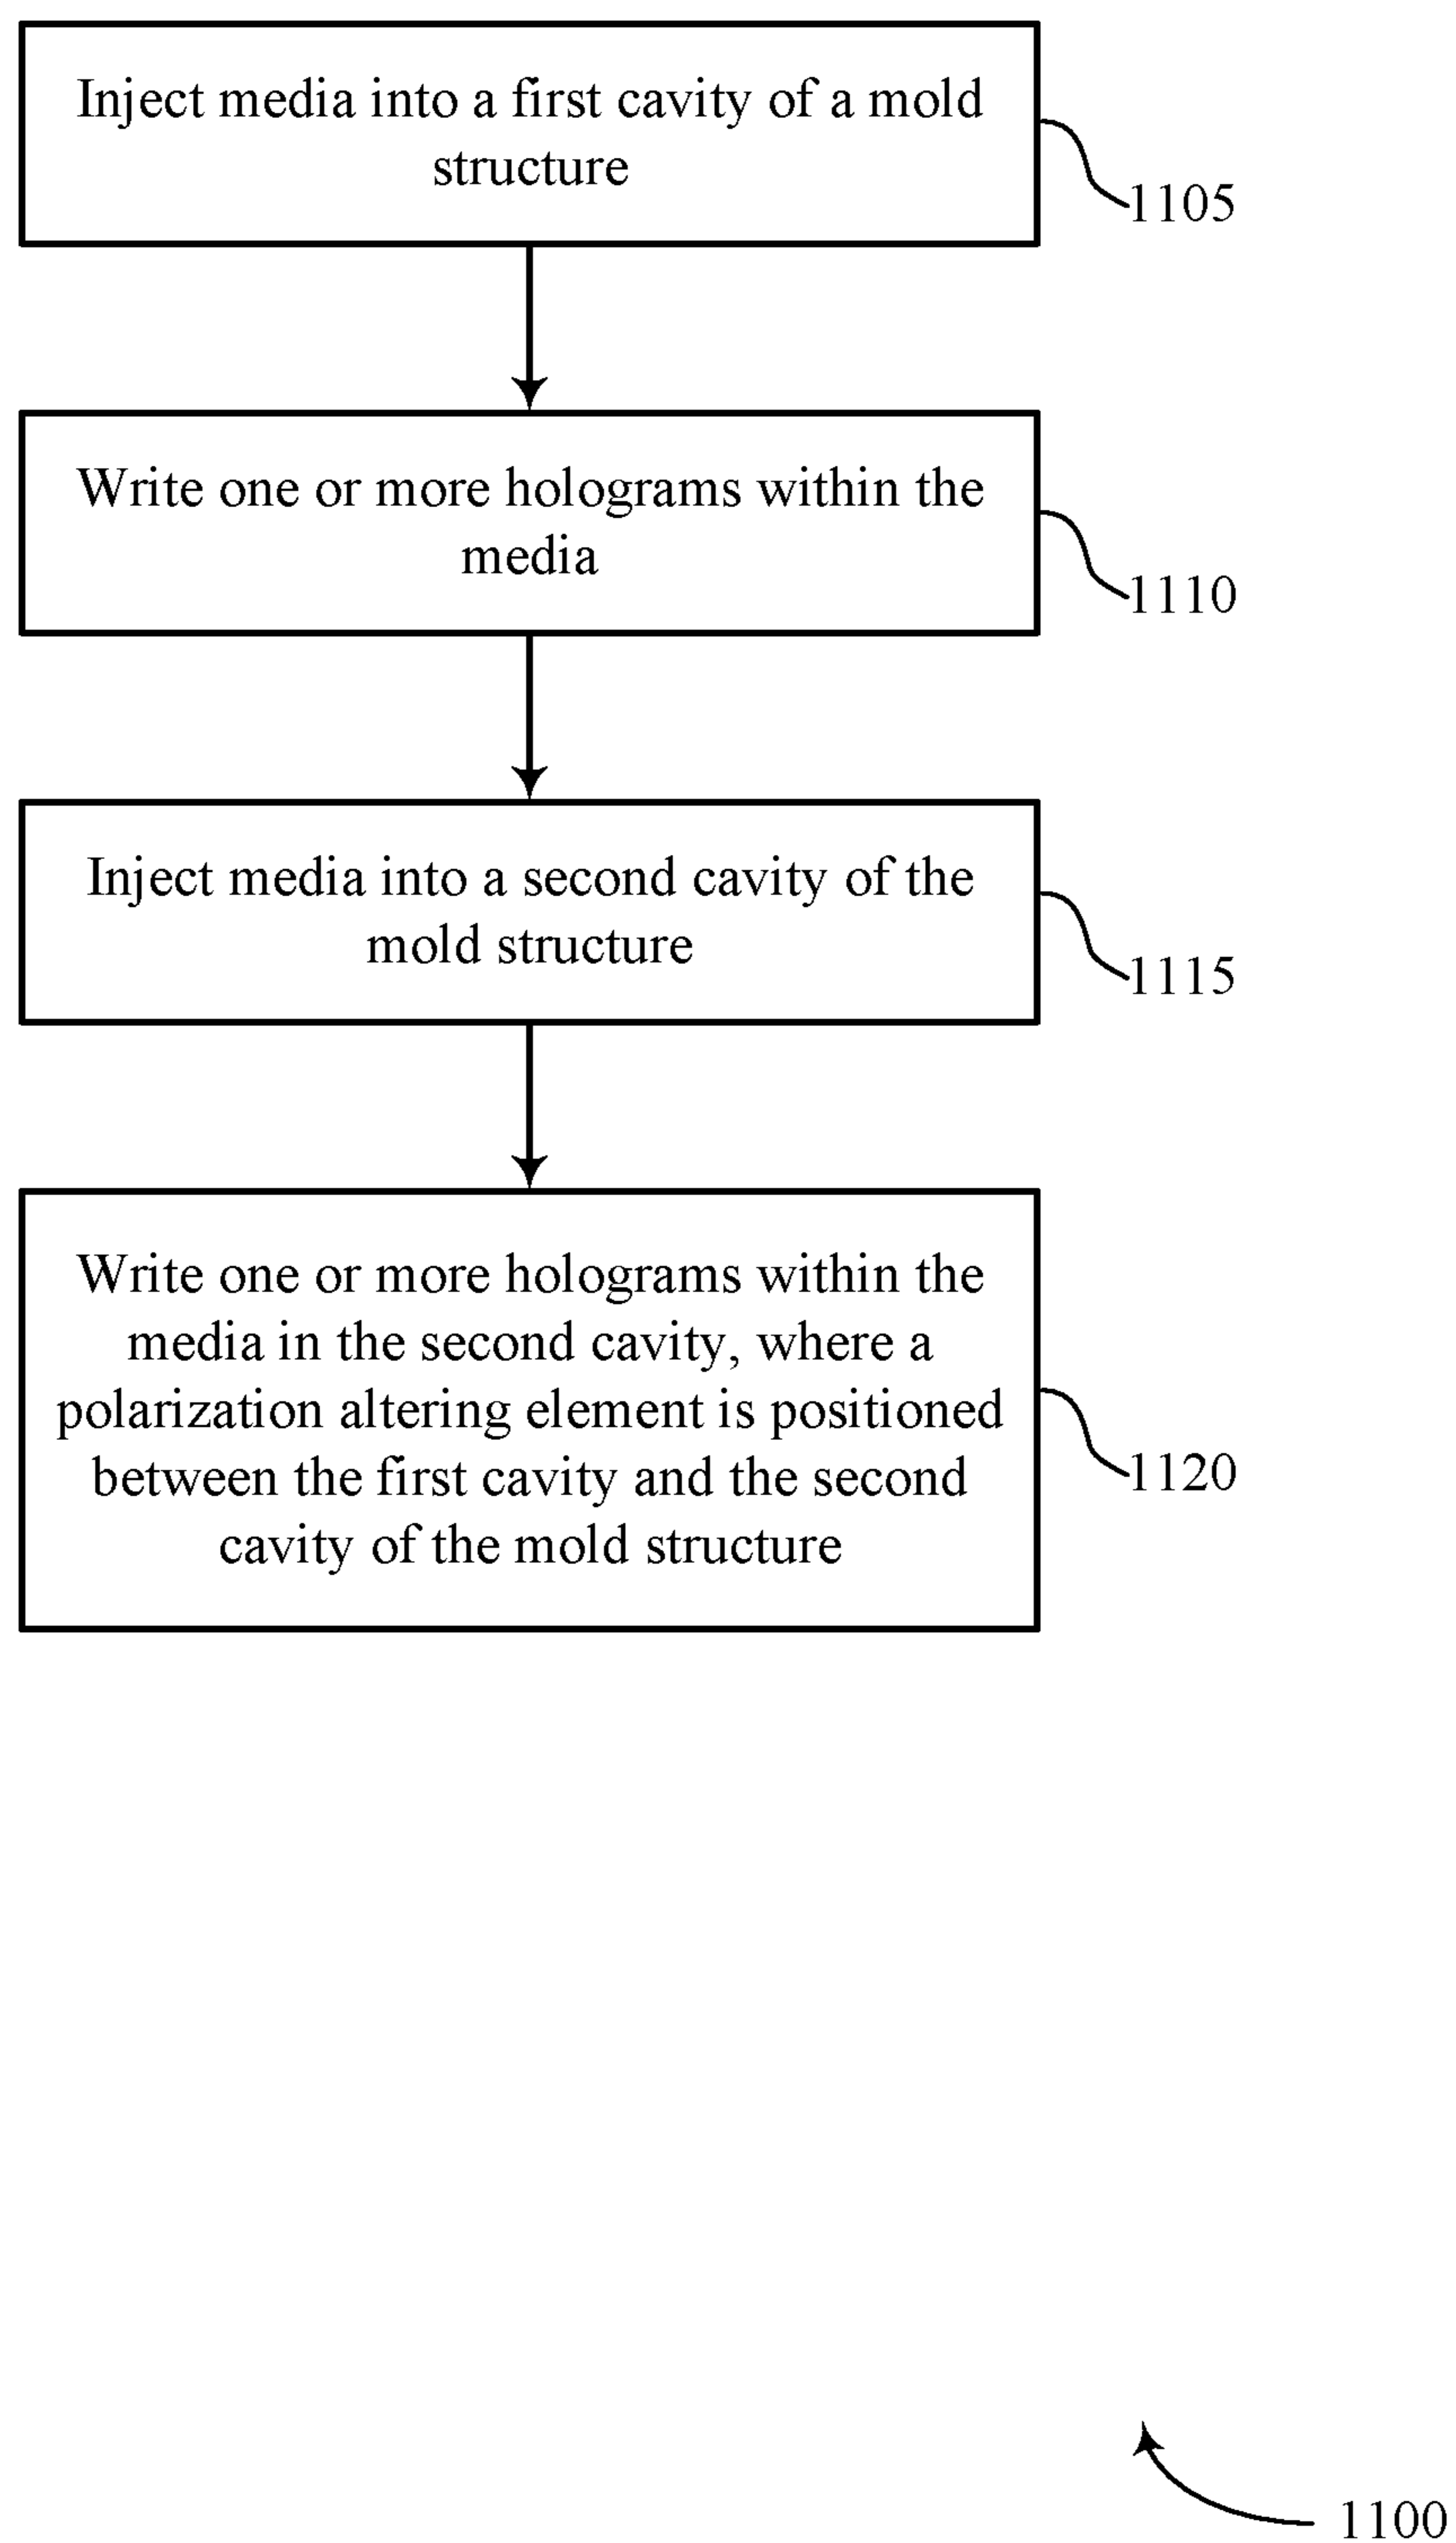 Inject media into a first cavity of a mold
structure
1105
Write one or more holograms within the
media
1110
Inject media into a second cavity of the
mold structure
1115
Write one or more holograms within the
media in the second cavity, where a
polarization altering element is positioned
between the first cavity and the second
cavity of the mold structure
1120
1100